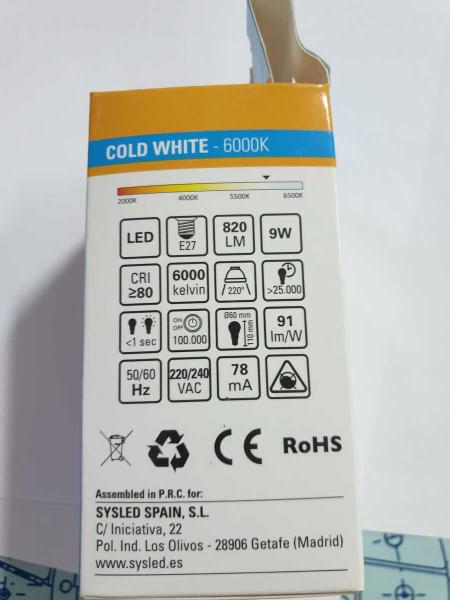 COLD WHITE - 6000K
2000K 4000K 5500K 6500K
LED E27 820 LM 9W
CRI ≥80 6000 kelvin 220° >25.000
<1 sec ON OFF 100.000 Ø60 mm 110 mm 91 lm/W
50/60 Hz 220/240 VAC 78 mA
CE RoHS
Assembled in P.R.C. for:
SYSLED SPAIN, S.L.
C/ Iniciativa, 22
Pol. Ind. Los Olivos - 28906 Getafe (Madrid)
www.sysled.es